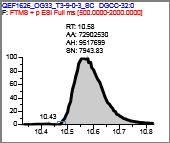 QEF1626_OG33_T3-9-0-3_SC DGCC-32:0
F: FTMS + p ESI Full ms [500.0000-2000.0000]
RT: 10.58
AA: 72902530
AH: 9517699
SN: 7943.83
100
80
60
40
20
0
10.43
10.4 10.5 10.6 10.7 10.8